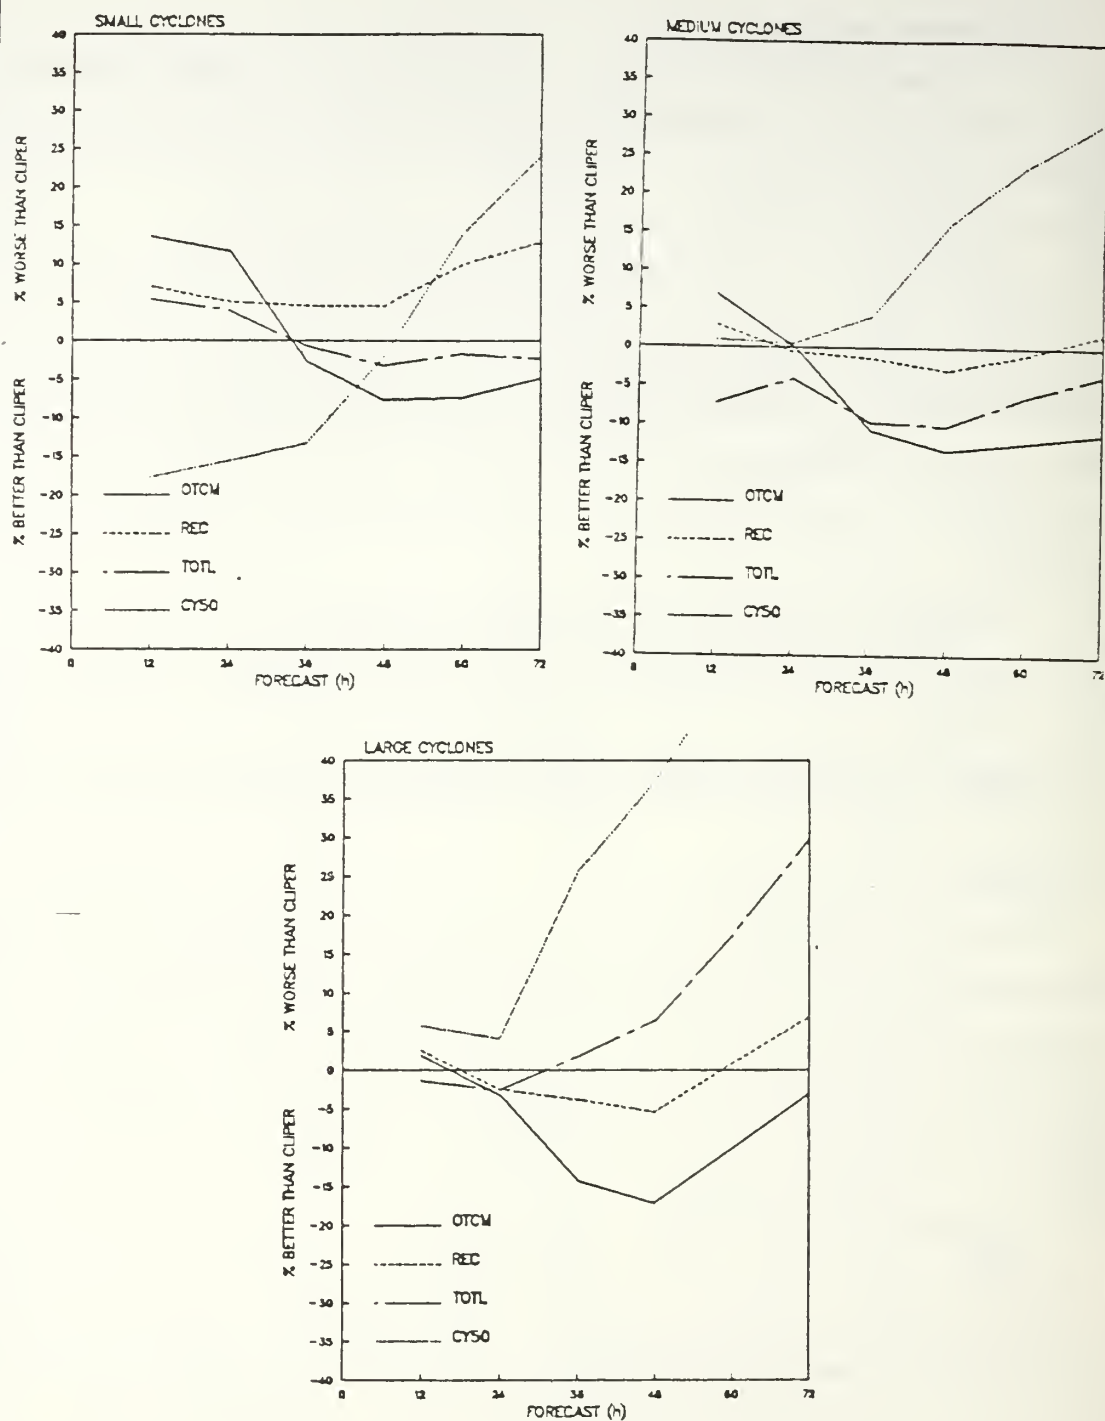 SMALL CYCLONES
% WORSE THAN CLIPER
% BETTER THAN CLIPER
40
35
30
25
20
15
10
5
0
-5
-10
-15
-20
-25
-30
-35
-40
OTCM
REC
TOTL
CY50
0 12 24 36 48 60 72
FORECAST (h)
MEDIUM CYCLONES
% WORSE THAN CLIPER
% BETTER THAN CLIPER
40
35
30
25
20
15
10
5
0
-5
-10
-15
-20
-25
-30
-35
-40
OTCM
REC
TOTL
CY50
0 12 24 36 48 60 72
FORECAST (h)
LARGE CYCLONES
% WORSE THAN CLIPER
% BETTER THAN CLIPER
40
35
30
25
20
15
10
5
0
-5
-10
-15
-20
-25
-30
-35
-40
OTCM
REC
TOTL
CY50
0 12 24 36 48 60 72
FORECAST (h)